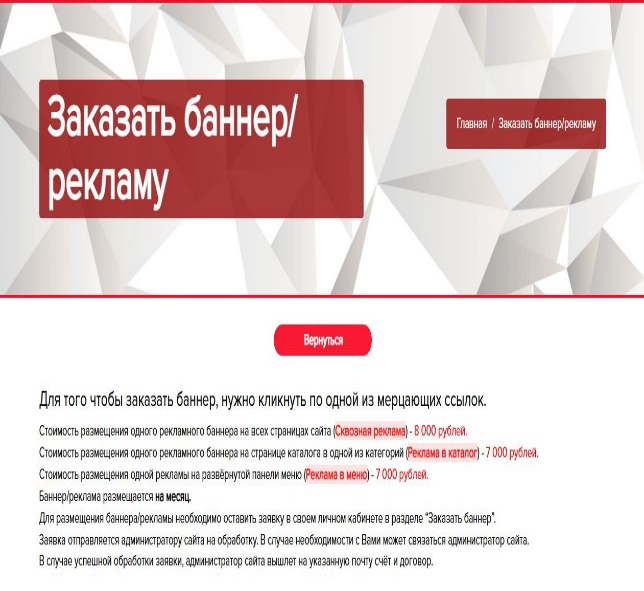 Заказать баннер/
рекламу
Главная / Заказать баннер/рекламу
Вернуться
Для того чтобы заказать баннер, нужно кликнуть по одной из мерцающих ссылок.
Стоимость размещения одного рекламного баннера на всех страницах сайта (Сквозная реклама) - 8 000 рублей.
Стоимость размещения одного рекламного баннера на странице каталога в одной из категорий (Реклама в каталог) - 7 000 рублей.
Стоимость размещения одной рекламы на развёрнутой панели меню (Реклама в меню) - 7 000 рублей.
Баннер/реклама размещается на месяц.
Для размещения баннера/рекламы необходимо оставить заявку в своем личном кабинете в разделе “Заказать баннер”.
Заявка отправляется администратору сайта на обработку. В случае необходимости с Вами может связаться администратор сайта.
В случае успешной обработки заявки, администратор сайта вышлет на указанную почту счёт и договор.